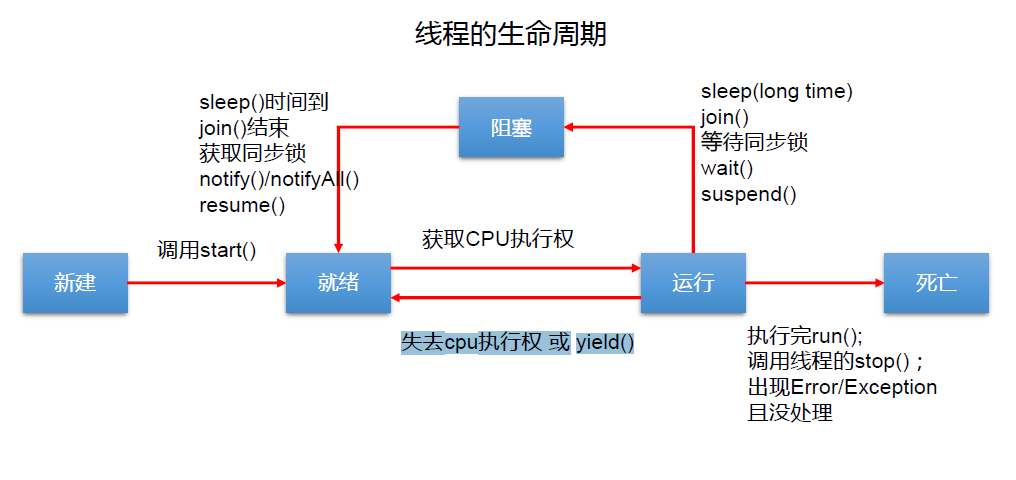 线程的生命周期
sleep()时间到
join()结束
获取同步锁
notify()/notifyAll()
resume()
阻塞
sleep(long time)
join()
等待同步锁
wait()
suspend()
调用start()
获取CPU执行权
新建
就绪
运行
死亡
失去cpu执行权 或 yield()
执行完run();
调用线程的stop() ;
出现Error/Exception
且没处理